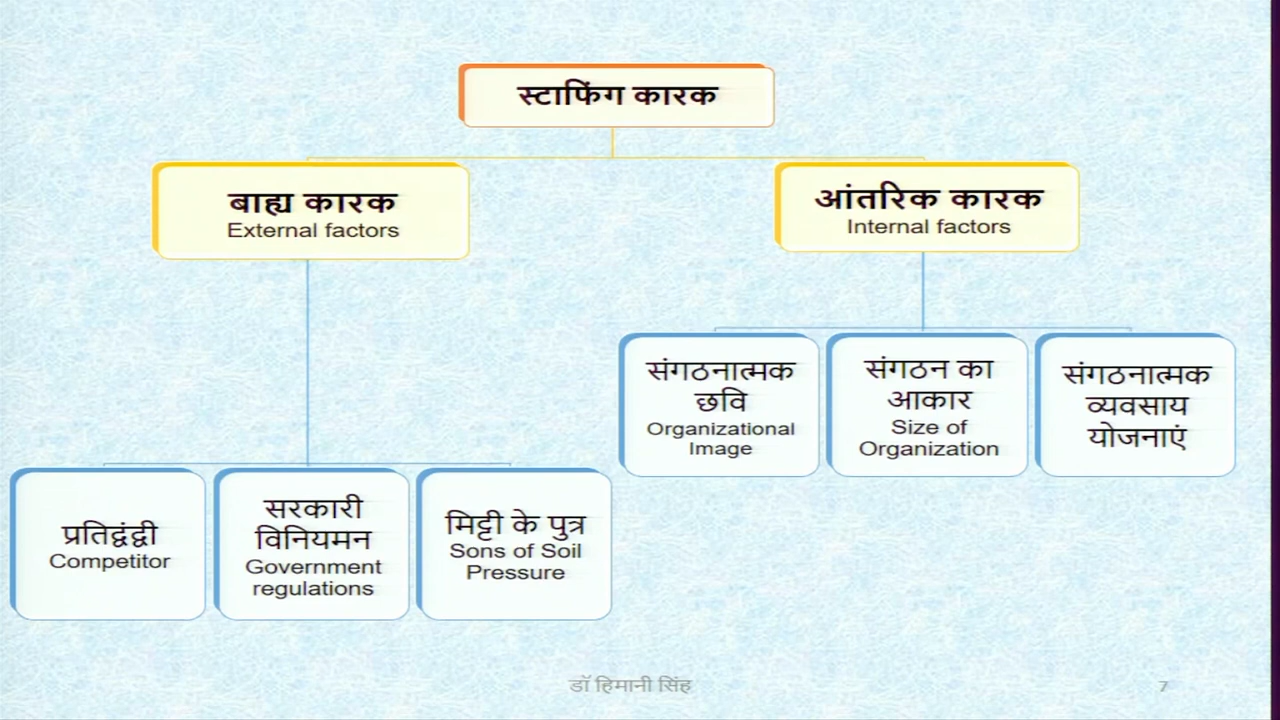 स्टाफिंग कारक
बाह्य कारक
External factors
आंतरिक कारक
Internal factors
संगठनात्मक
छवि
Organizational
Image
संगठन का
आकार
Size of
Organization
संगठनात्मक
व्यवसाय
योजनाएं
प्रतिद्वंद्वी
Competitor
सरकारी
विनियमन
Government
regulations
मिट्टी के पुत्र
Sons of Soil
Pressure
डॉ हिमानी सिंह
7